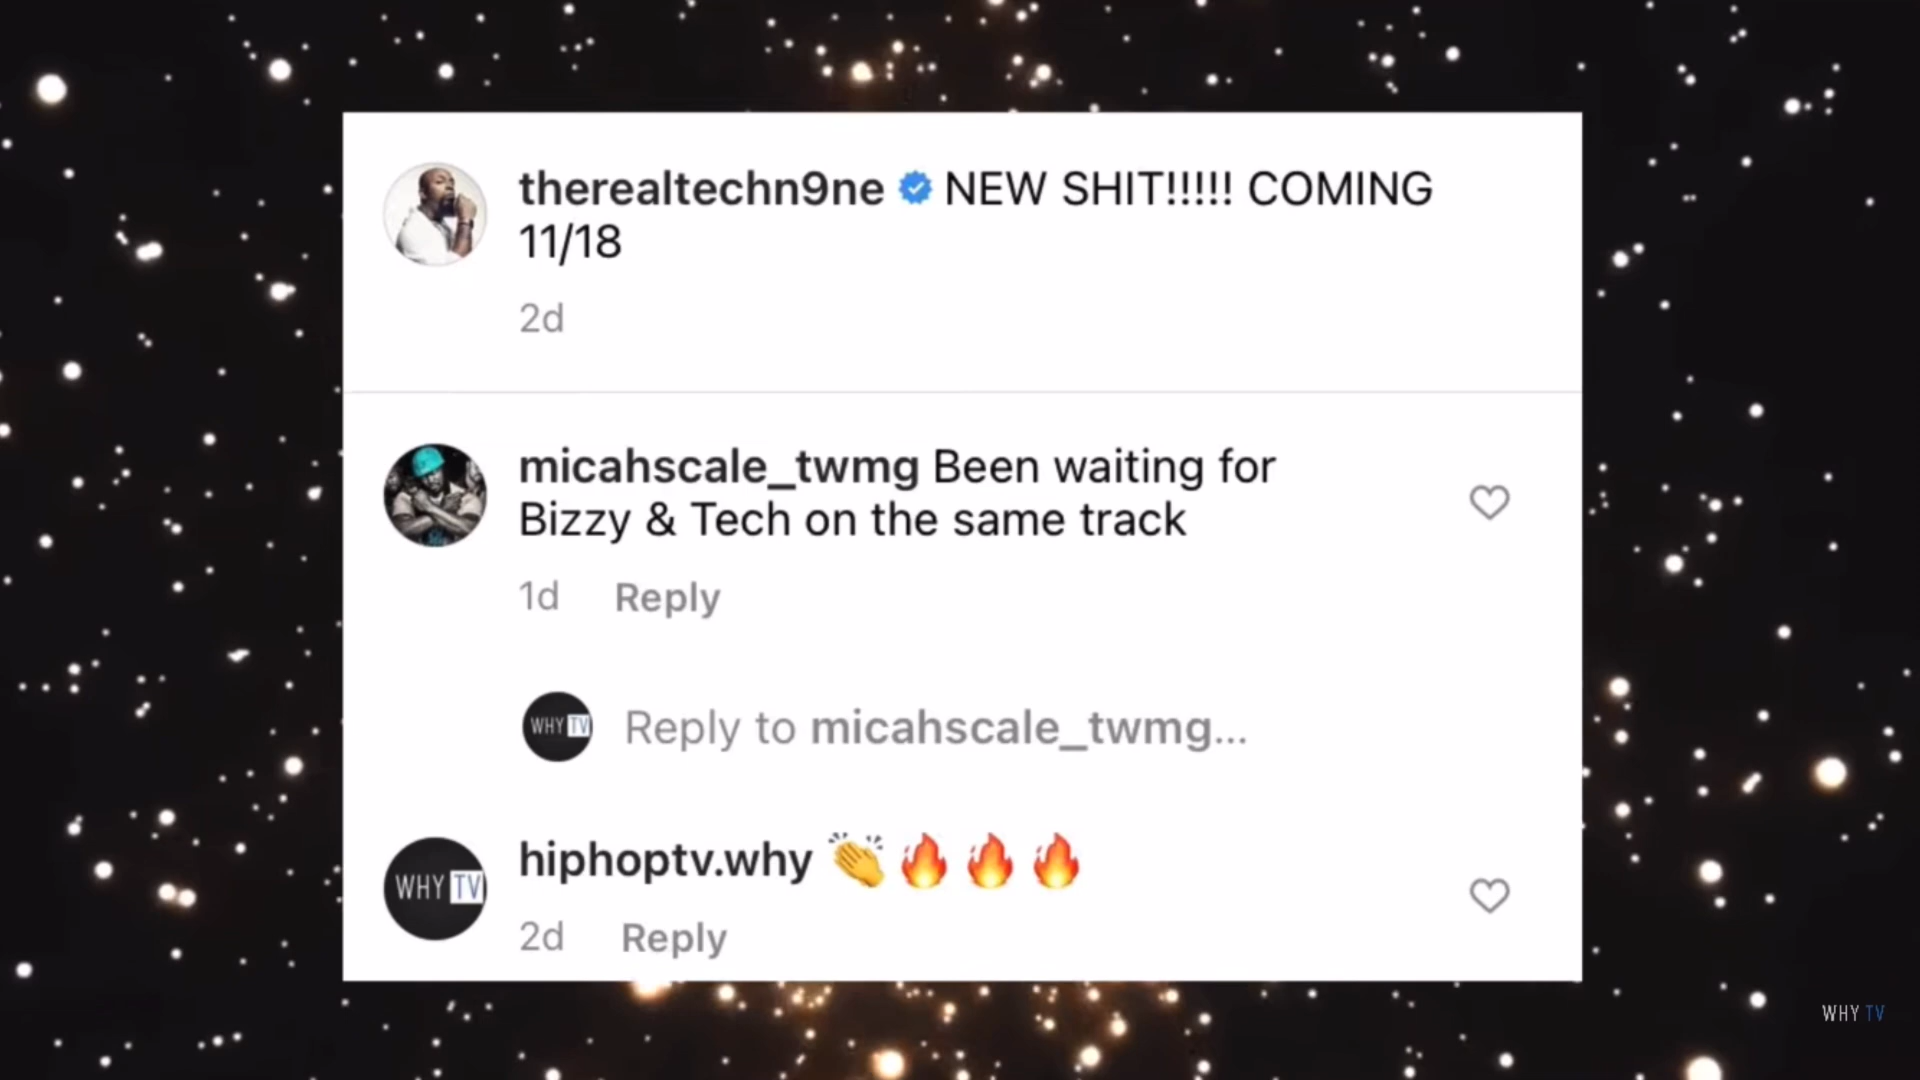 therealtechn9ne NEW SHIT!!!!! COMING
11/18
2d
micahscale_twmg Been waiting for
Bizzy & Tech on the same track
1d Reply
WHY TV Reply to micahscale_twmg...
hiphoptv.why 👏🔥🔥🔥
WHY TV
2d Reply
WHY TV